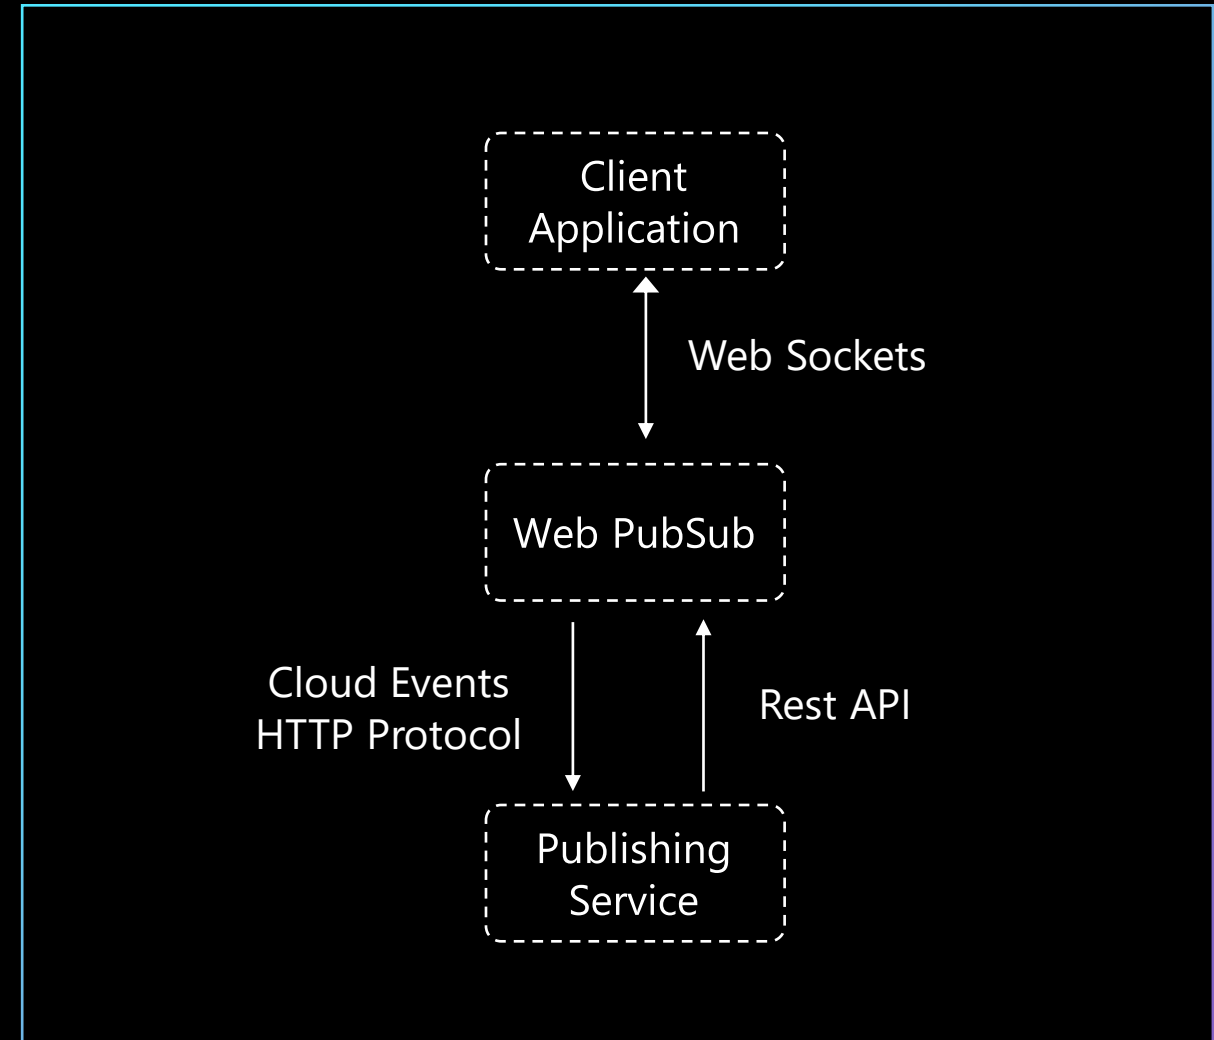 Client
Application
Web Sockets
Web PubSub
Cloud Events
HTTP Protocol
Rest API
Publishing
Service